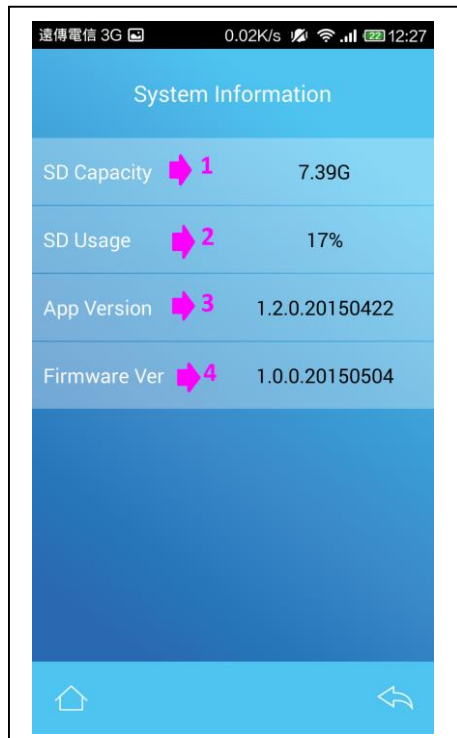 遠傳電信 3G 0.02K/s 22 12:27
System Information
SD Capacity 1 7.39G
SD Usage 2 17%
App Version 3 1.2.0.20150422
Firmware Ver 4 1.0.0.20150504